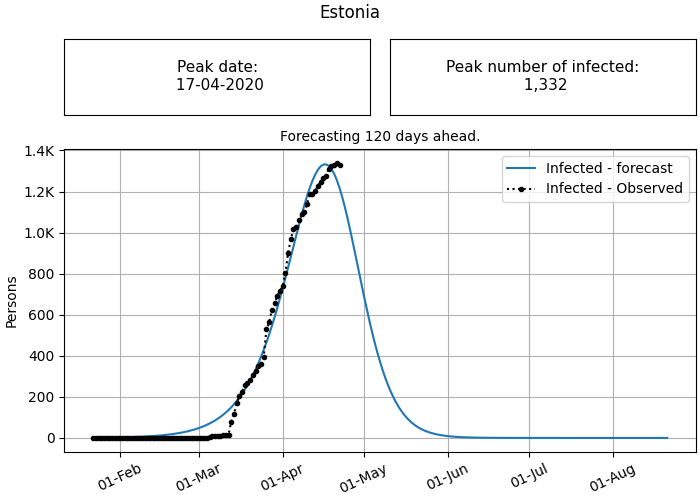 Estonia
Peak date:
17-04-2020
Peak number of infected:
1,332
Forecasting 120 days ahead.
1.4K
1.2K
1.0K
800
600
400
200
0
Persons
Infected - forecast
Infected - Observed
01-Feb
01-Mar
01-Apr
01-May
01-Jun
01-Jul
01-Aug